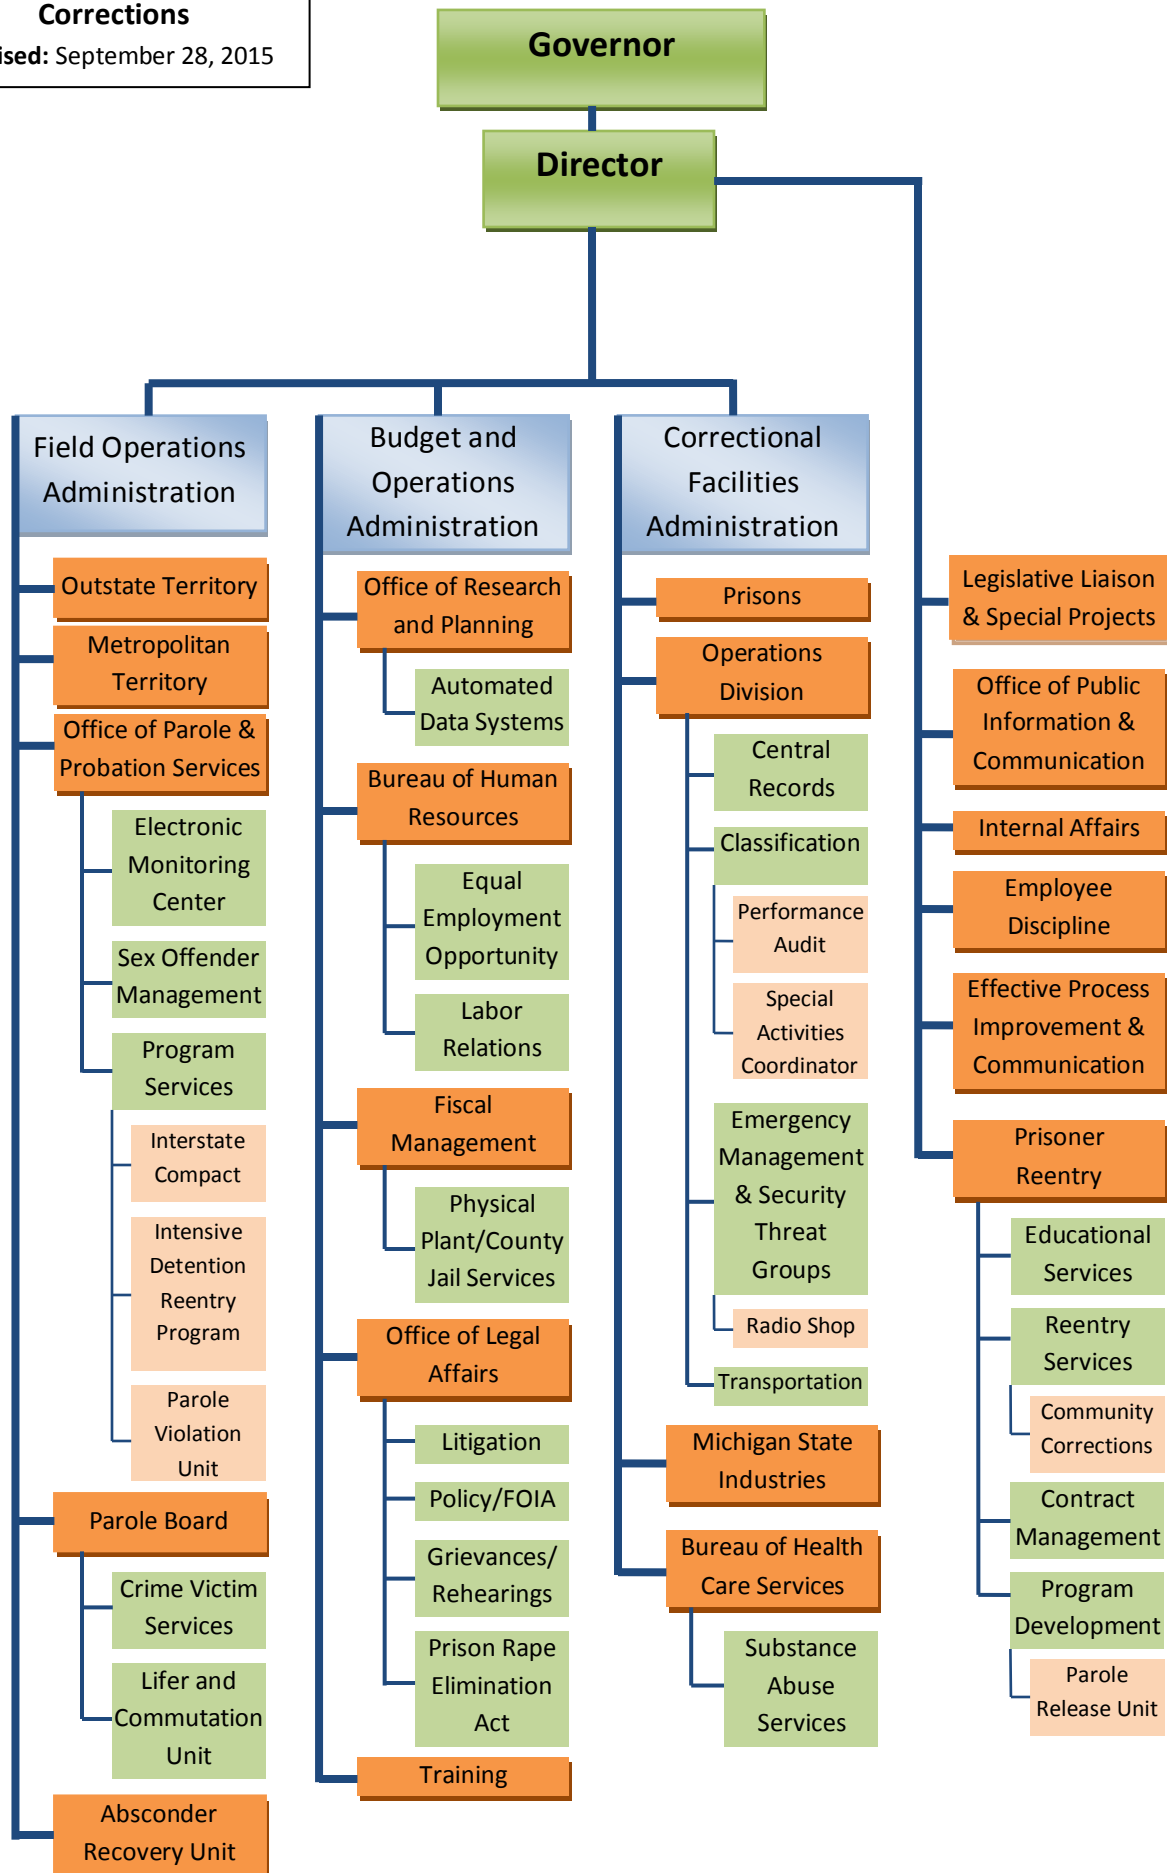 Corrections
ised: September 28, 2015
Governor
Director
Field Operations
Administration
Outstate Territory
Metropolitan
Territory
Office of Parole &
Probation Services
Electronic
Monitoring
Center
Sex Offender
Management
Program
Services
Interstate
Compact
Intensive
Detention
Reentry
Program
Parole
Violation
Unit
Parole Board
Crime Victim
Services
Lifer and
Commutation
Unit
Absconder
Recovery Unit
Budget and
Operations
Administration
Office of Research
and Planning
Automated
Data Systems
Bureau of Human
Resources
Equal
Employment
Opportunity
Labor
Relations
Fiscal
Management
Physical
Plant/County
Jail Services
Office of Legal
Affairs
Litigation
Policy/FOIA
Grievances/
Rehearings
Prison Rape
Elimination
Act
Training
Correctional
Facilities
Administration
Prisons
Operations
Division
Central
Records
Classification
Performance
Audit
Special
Activities
Coordinator
Emergency
Management
& Security
Threat
Groups
Radio Shop
Transportation
Michigan State
Industries
Bureau of Health
Care Services
Substance
Abuse
Services
Legislative Liaison
& Special Projects
Office of Public
Information &
Communication
Internal Affairs
Employee
Discipline
Effective Process
Improvement &
Communication
Prisoner
Reentry
Educational
Services
Reentry
Services
Community
Corrections
Contract
Management
Program
Development
Parole
Release Unit